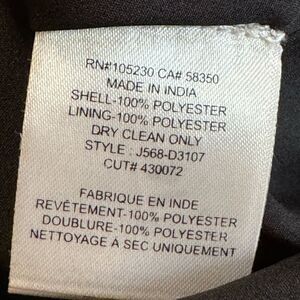 RN#105230 CA# 58350
MADE IN INDIA
SHELL-100% POLYESTER
LINING-100% POLYESTER
DRY CLEAN ONLY
STYLE : J568-D3107
CUT# 430072
FABRIQUE EN INDE
REVÊTEMENT-100% POLYESTER
DOUBLURE-100% POLYESTER
NETTOYAGE À SEC UNIQUEMENT